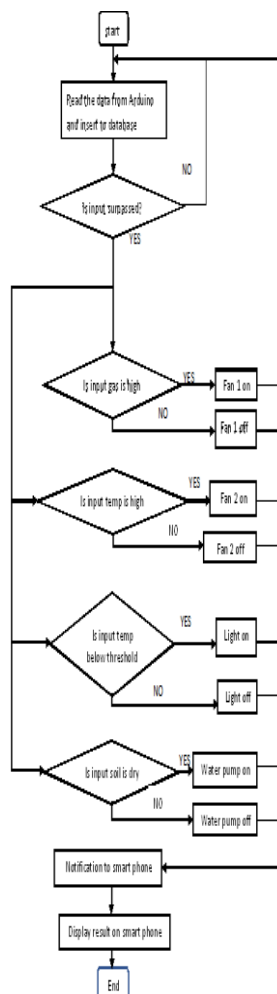 start
Read the data from Arduino
and insert to database
NO
Is input, surpassed?
YES
Is input gas is high
YES
Fan 1 on
NO
Fan 1 off
Is input temp is high
YES
Fan 2 on
NO
Fan 2 off
Is input temp
below threshold
YES
Light on
NO
Light off
Is input soil is dry
YES
Water pump on
NO
Water pump off
Notification to smart phone
Display result on smart phone
End